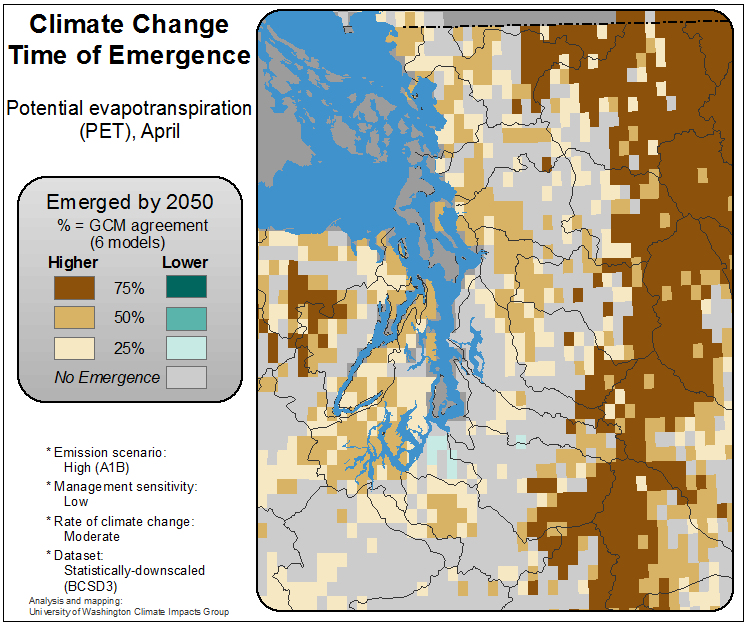 Climate Change
Time of Emergence
Potential evapotranspiration
(PET), April
Emerged by 2050
% = GCM agreement
(6 models)
Higher Lower
75%
50%
25%
No Emergence
* Emission scenario:
High (A1B)
* Management sensitivity:
Low
* Rate of climate change:
Moderate
* Dataset:
Statistically-downscaled
(BCSD3)
Analysis and mapping:
University of Washington Climate Impacts Group